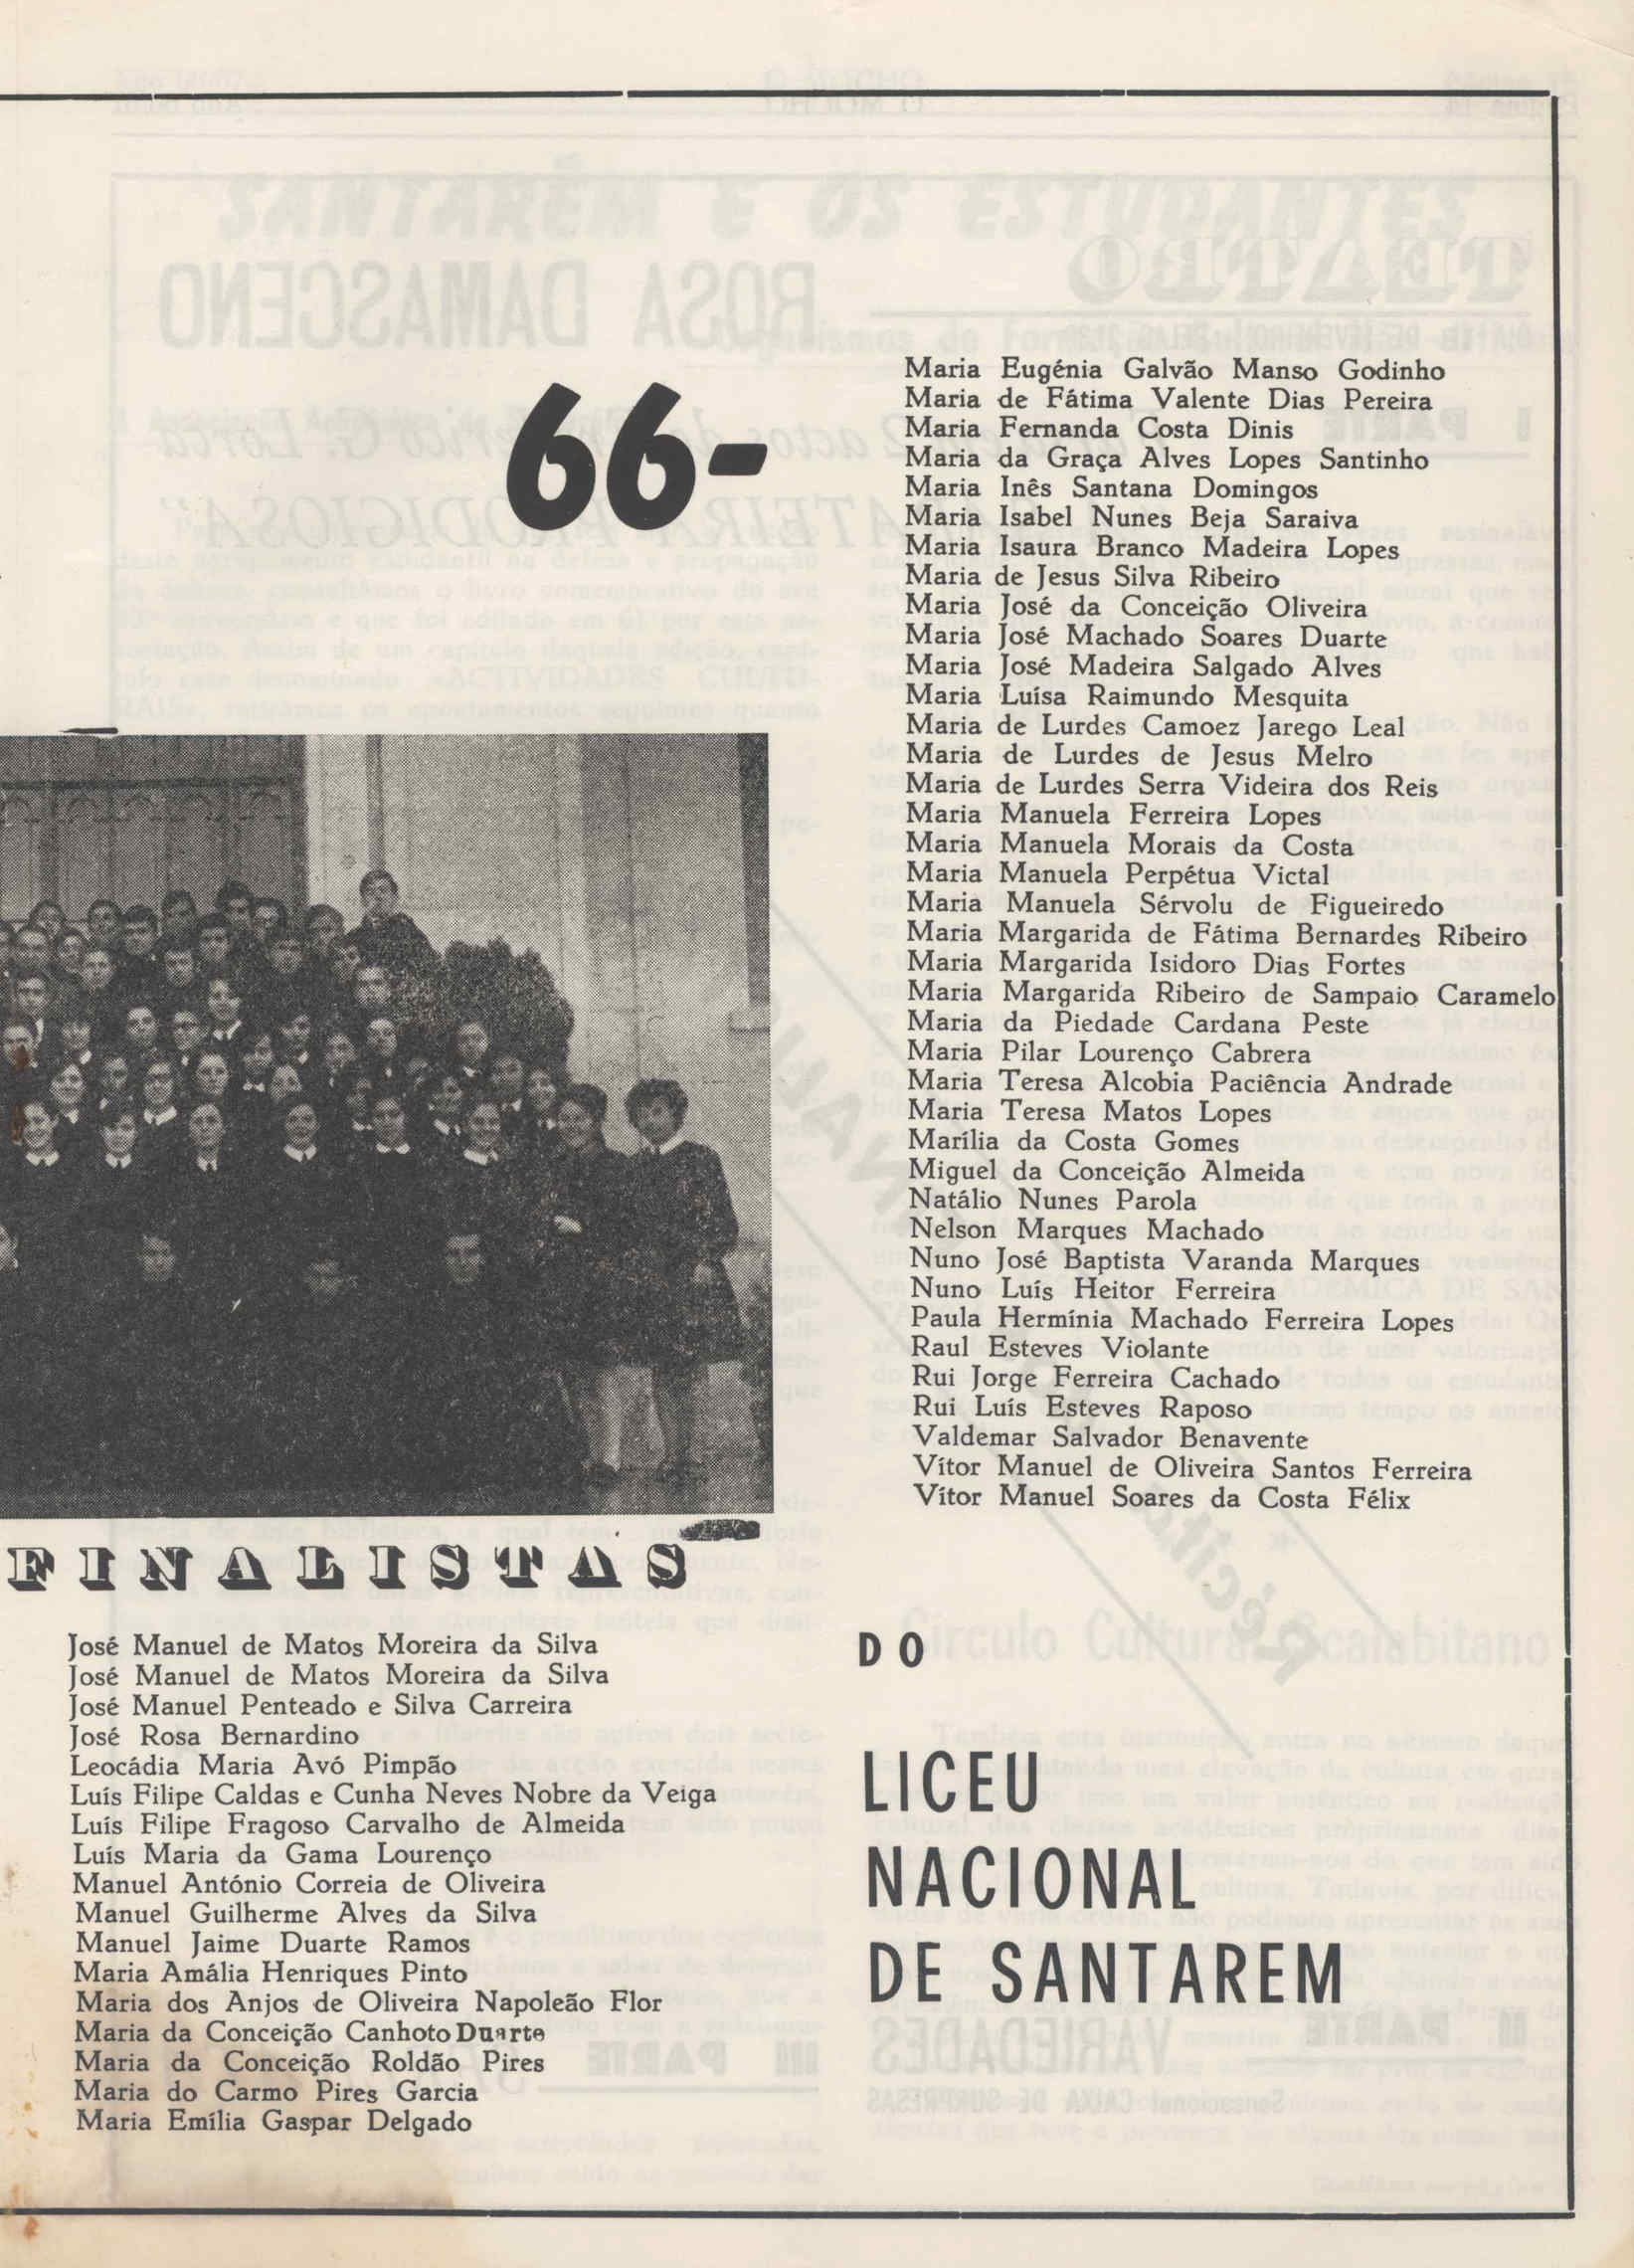 66-
FINALISTAS
José Manuel de Matos Moreira da Silva
José Manuel de Matos Moreira da Silva
José Manuel Penteado e Silva Carreira
José Rosa Bernardino
Leocádia Maria Avó Pimpão
Luís Filipe Caldas e Cunha Neves Nobre da Veiga
Luís Filipe Fragoso Carvalho de Almeida
Luís Maria da Gama Lourenço
Manuel António Correia de Oliveira
Manuel Guilherme Alves da Silva
Manuel Jaime Duarte Ramos
Maria Amália Henriques Pinto
Maria dos Anjos de Oliveira Napoleão Flor
Maria da Conceição Canhoto Duarte
Maria da Conceição Roldão Pires
Maria do Carmo Pires Garcia
Maria Emília Gaspar Delgado
Maria Eugénia Galvão Manso Godinho
Maria de Fátima Valente Dias Pereira
Maria Fernanda Costa Dinis
Maria da Graça Alves Lopes Santinho
Maria Inês Santana Domingos
Maria Isabel Nunes Beja Saraiva
Maria Isaura Branco Madeira Lopes
Maria de Jesus Silva Ribeiro
Maria José da Conceição Oliveira
Maria José Machado Soares Duarte
Maria José Madeira Salgado Alves
Maria Luísa Raimundo Mesquita
Maria de Lurdes Camoez Jarego Leal
Maria de Lurdes de Jesus Melro
Maria de Lurdes Serra Videira dos Reis
Maria Manuela Ferreira Lopes
Maria Manuela Morais da Costa
Maria Manuela Perpétua Victal
Maria Manuela Sérvolu de Figueiredo
Maria Margarida de Fátima Bernardes Ribeiro
Maria Margarida Isidoro Dias Fortes
Maria Margarida Ribeiro de Sampaio Caramelo
Maria da Piedade Cardana Peste
Maria Pilar Lourenço Cabrera
Maria Teresa Alcobia Paciência Andrade
Maria Teresa Matos Lopes
Marília da Costa Gomes
Miguel da Conceição Almeida
Natálio Nunes Parola
Nelson Marques Machado
Nuno José Baptista Varanda Marques
Nuno Luís Heitor Ferreira
Paula Hermínia Machado Ferreira Lopes
Raul Esteves Violante
Rui Jorge Ferreira Cachado
Rui Luís Esteves Raposo
Valdemar Salvador Benavente
Vítor Manuel de Oliveira Santos Ferreira
Vítor Manuel Soares da Costa Félix
DO
LICEU
NACIONAL
DE SANTAREM